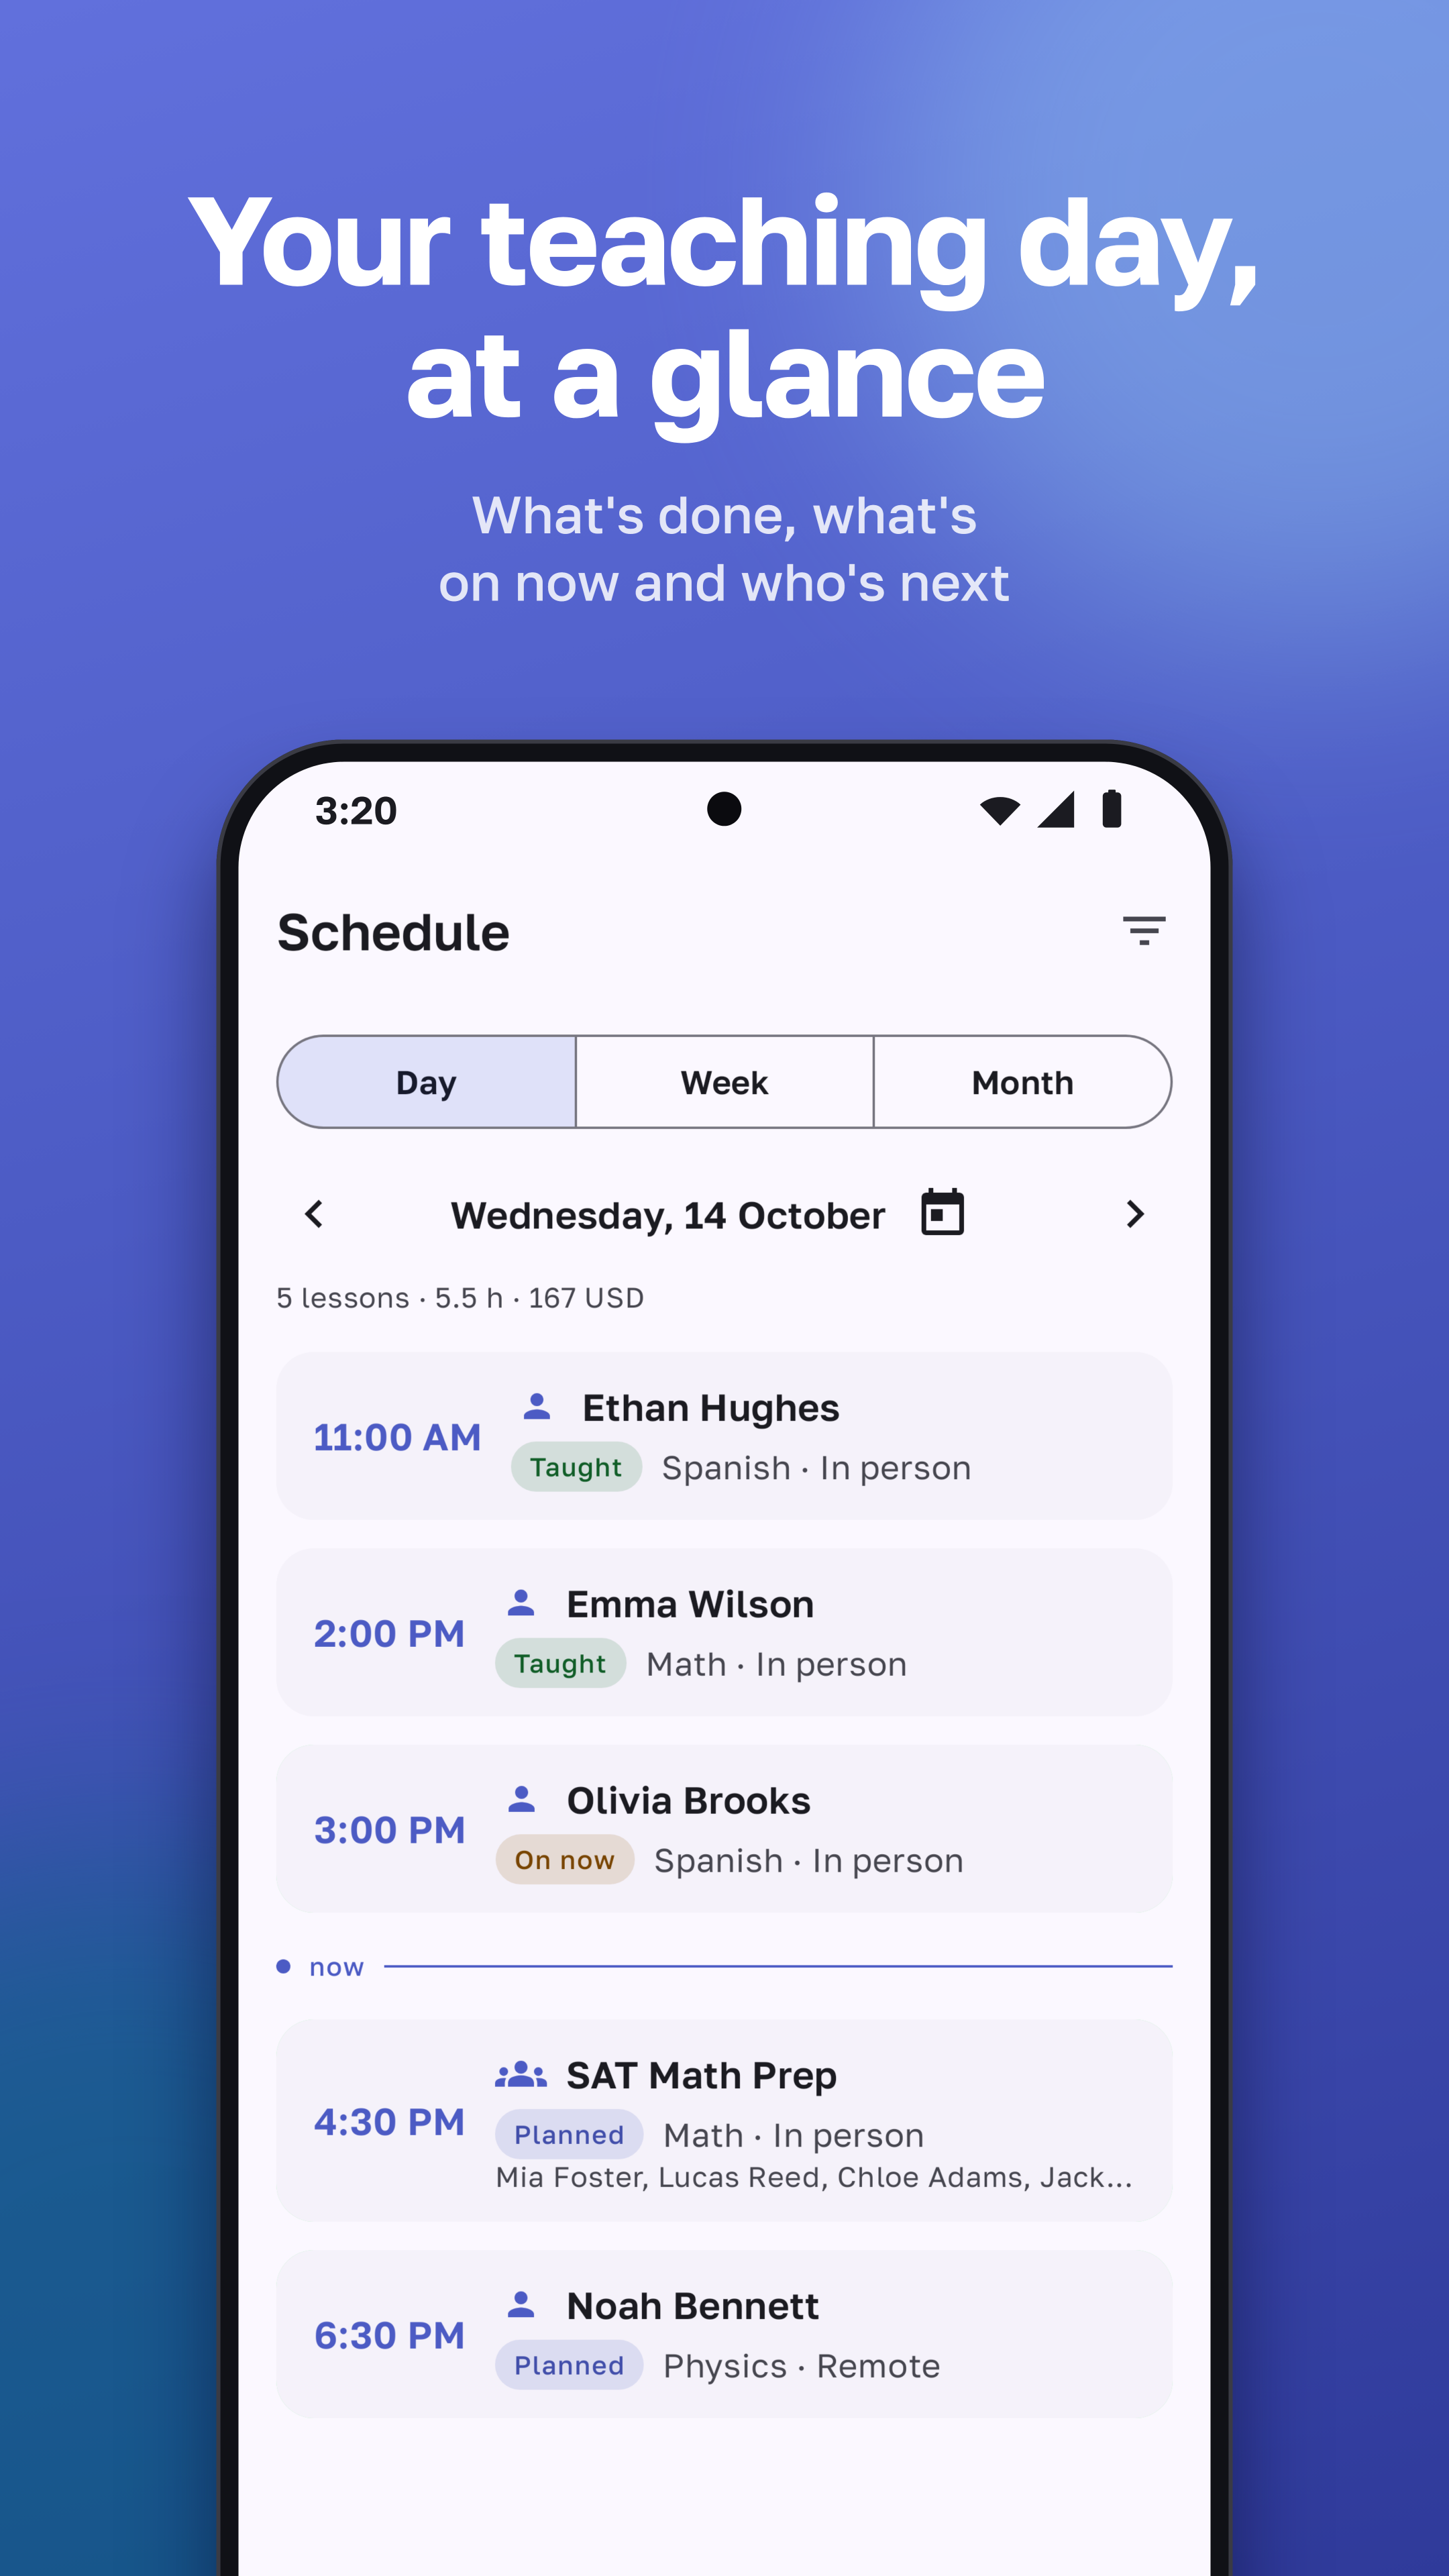 Your teaching day,
at a glance
What's done, what's
on now and who's next
3:20
Schedule
Day Week Month
Wednesday, 14 October
5 lessons · 5.5 h · 167 USD
11:00 AM
Ethan Hughes
Taught Spanish · In person
2:00 PM
Emma Wilson
Taught Math · In person
3:00 PM
Olivia Brooks
On now Spanish · In person
now
4:30 PM
SAT Math Prep
Planned Math · In person
Mia Foster, Lucas Reed, Chloe Adams, Jack...
6:30 PM
Noah Bennett
Planned Physics · Remote